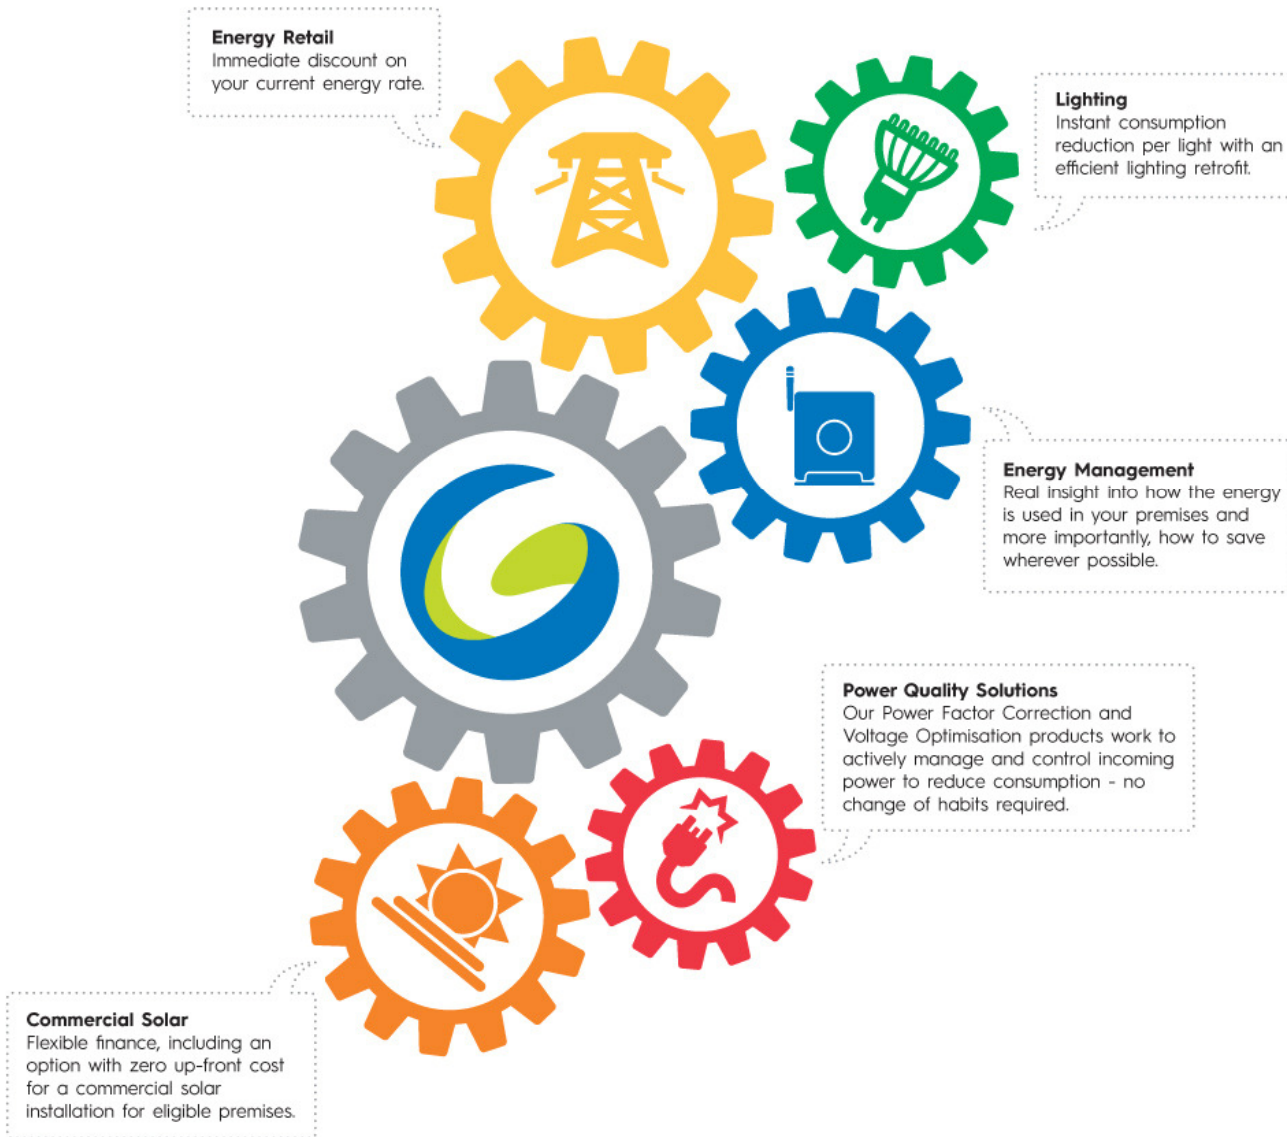 Energy Retail
Immediate discount on
your current energy rate.
Lighting
Instant consumption
reduction per light with an
efficient lighting retrofit.
Energy Management
Real insight into how the energy
is used in your premises and
more importantly, how to save
wherever possible.
Power Quality Solutions
Our Power Factor Correction and
Voltage Optimisation products work to
actively manage and control incoming
power to reduce consumption - no
change of habits required.
Commercial Solar
Flexible finance, including an
option with zero up-front cost
for a commercial solar
installation for eligible premises.